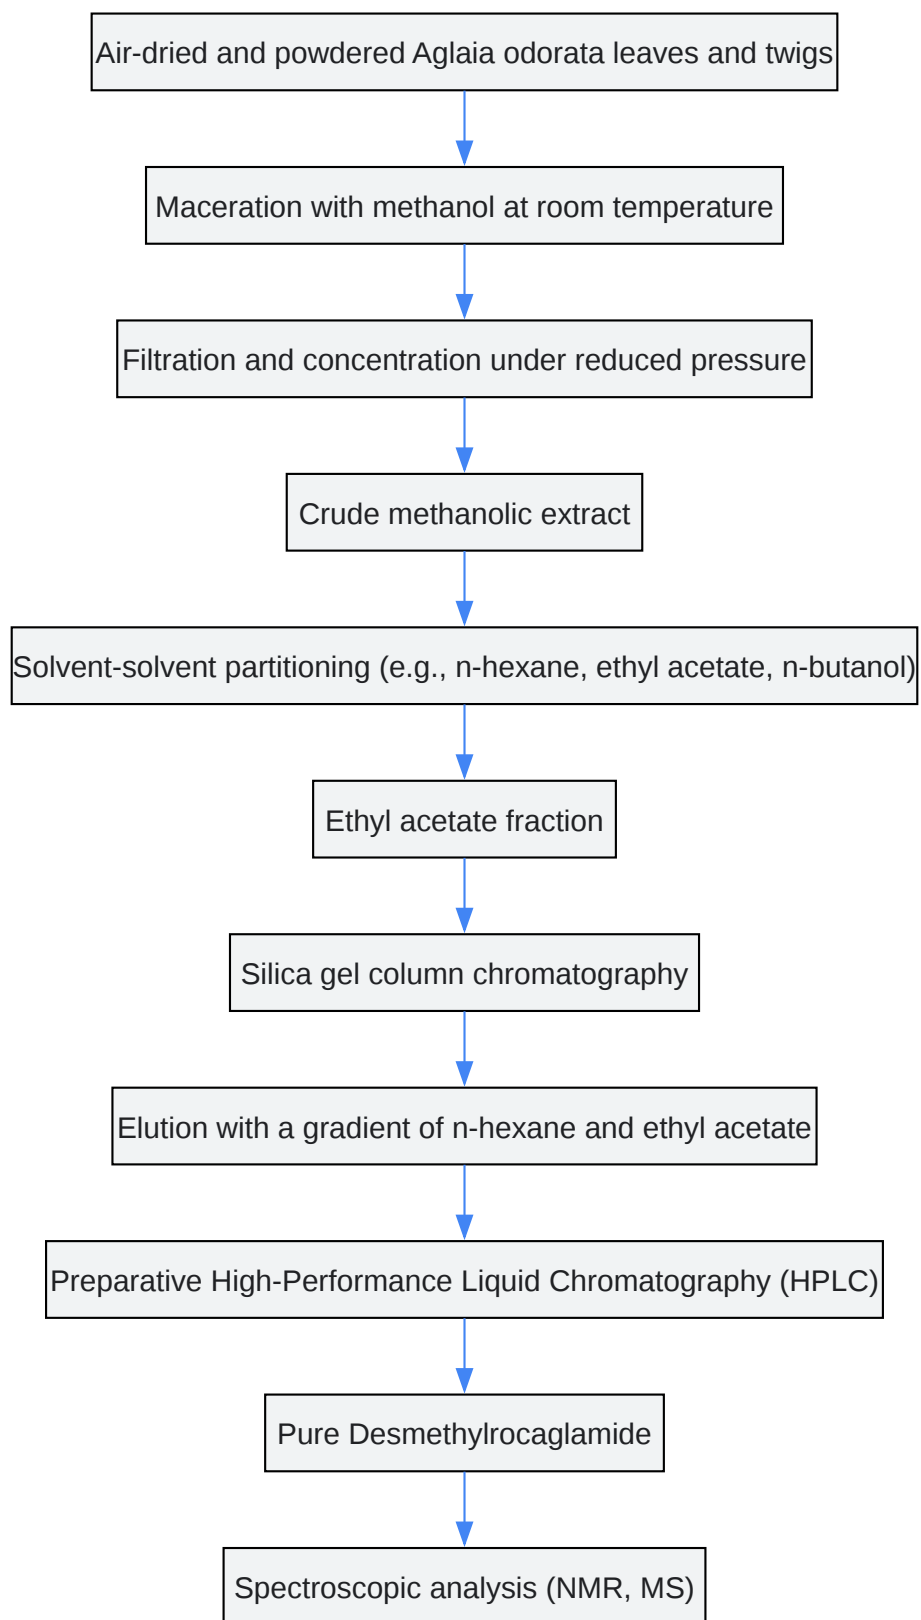 Air-dried and powdered Aglaia odorata leaves and twigs
Maceration with methanol at room temperature
Filtration and concentration under reduced pressure
Crude methanolic extract
Solvent-solvent partitioning (e.g., n-hexane, ethyl acetate, n-butanol)
Ethyl acetate fraction
Silica gel column chromatography
Elution with a gradient of n-hexane and ethyl acetate
Preparative High-Performance Liquid Chromatography (HPLC)
Pure Desmethylrocaglamide
Spectroscopic analysis (NMR, MS)